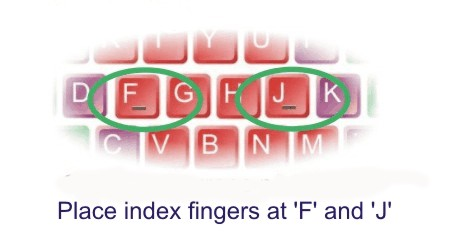 R T Y U I
D F G H J K
C V B N M
Place index fingers at 'F' and 'J'